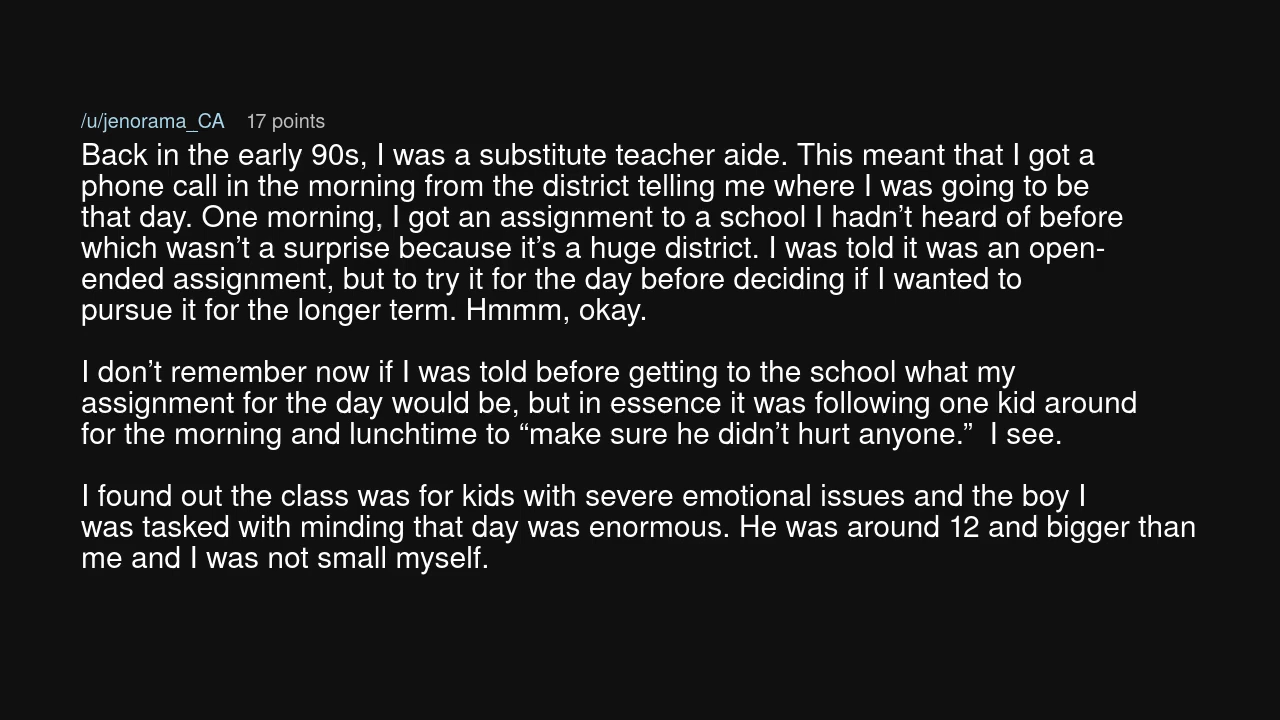 /u/jenorama_CA 17 points
Back in the early 90s, I was a substitute teacher aide. This meant that I got a
phone call in the morning from the district telling me where I was going to be
that day. One morning, I got an assignment to a school I hadn’t heard of before
which wasn’t a surprise because it’s a huge district. I was told it was an open-
ended assignment, but to try it for the day before deciding if I wanted to
pursue it for the longer term. Hmmm, okay.
I don’t remember now if I was told before getting to the school what my
assignment for the day would be, but in essence it was following one kid around
for the morning and lunchtime to “make sure he didn’t hurt anyone.”  I see.
I found out the class was for kids with severe emotional issues and the boy I
was tasked with minding that day was enormous. He was around 12 and bigger than
me and I was not small myself.